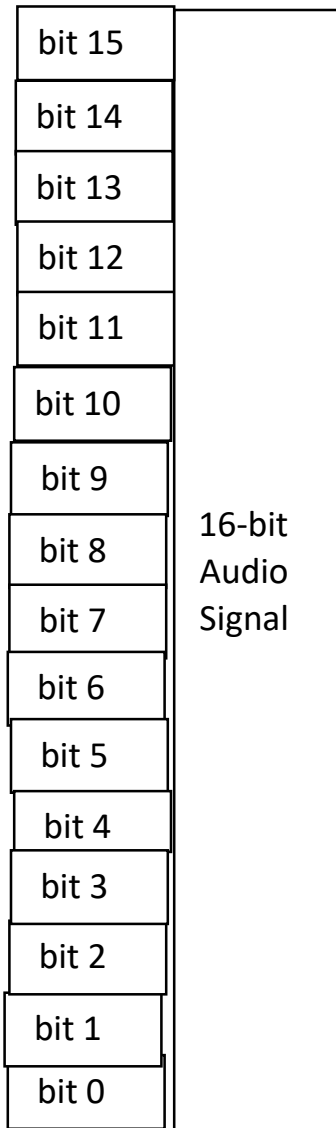 bit 15
bit 14
bit 13
bit 12
bit 11
bit 10
bit 9
bit 8
bit 7
bit 6
bit 5
bit 4
bit 3
bit 2
bit 1
bit 0
16-bit
Audio
Signal